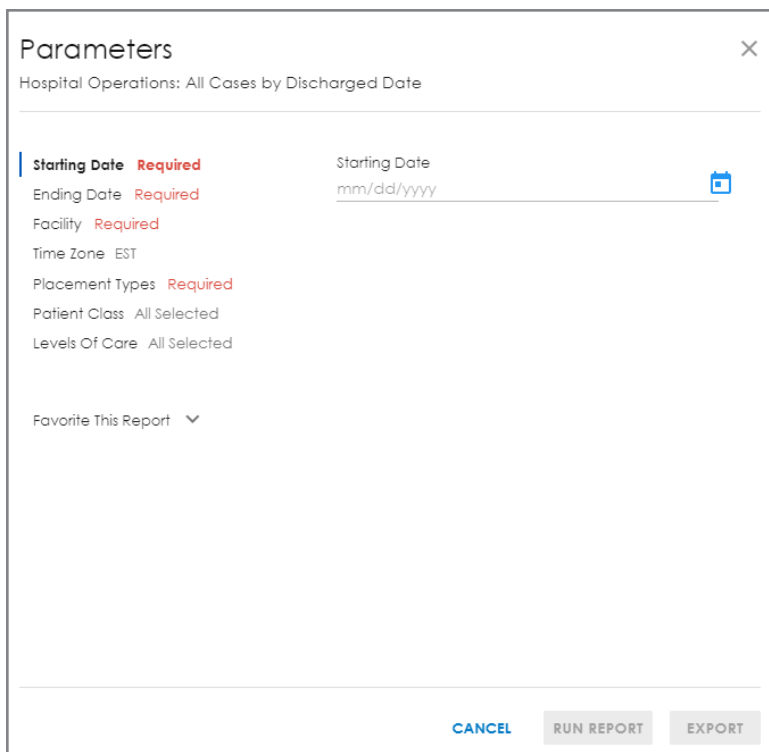 Parameters
Hospital Operations: All Cases by Discharged Date
Starting Date Required
Ending Date Required
Facility Required
Time Zone EST
Placement Types Required
Patient Class All Selected
Levels Of Care All Selected
Favorite This Report
Starting Date
mm/dd/yyyy
CANCEL RUN REPORT EXPORT